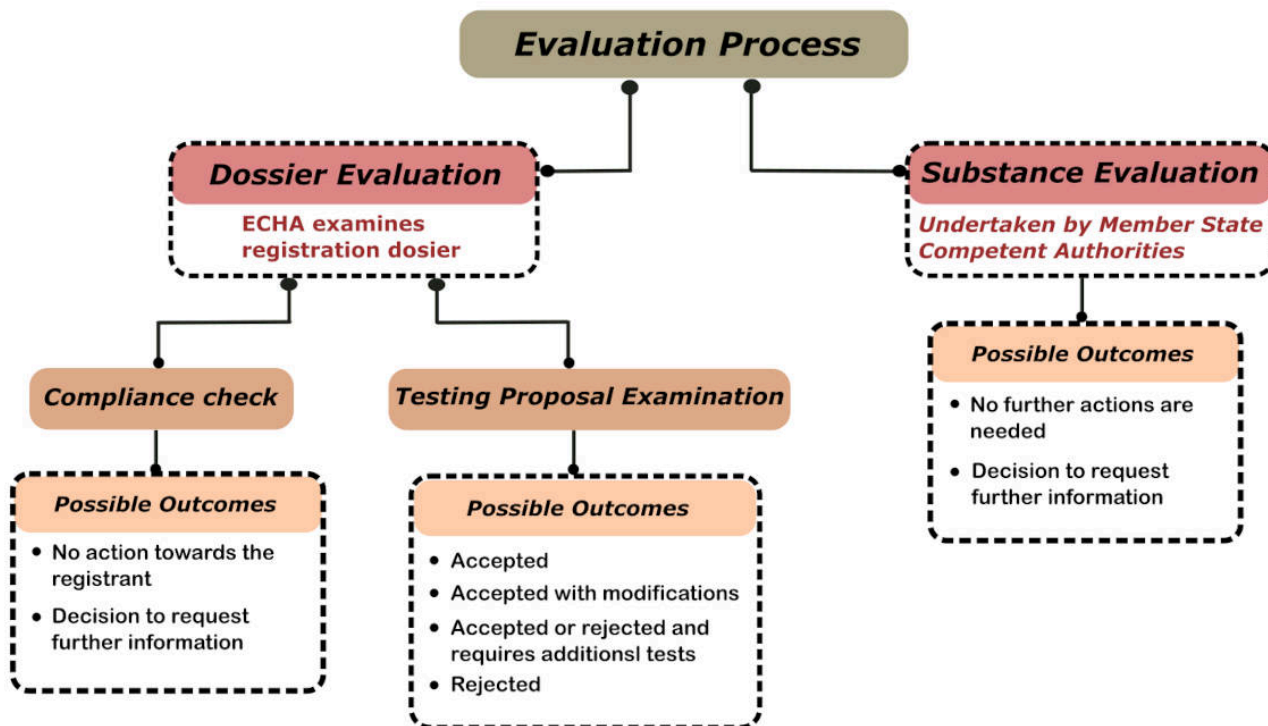 Evaluation Process
Dossier Evaluation
ECHA examines
registration dosier
Substance Evaluation
Undertaken by Member State
Competent Authorities
Compliance check
Testing Proposal Examination
Possible Outcomes
• No further actions are
needed
• Decision to request
further information
Possible Outcomes
• No action towards the
registrant
• Decision to request
further information
Possible Outcomes
• Accepted
• Accepted with modifications
• Accepted or rejected and
requires additionsl tests
• Rejected